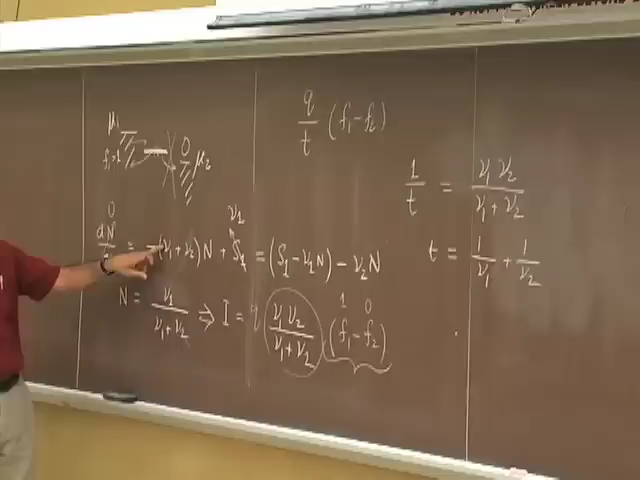 μ1
f1=1
0
μ2
0 ν1
dN/ = -(ν1+ν2)N + S1 = (S1-ν1N) - ν2N
N = ν1/(ν1+ν2) ⇒ I = q (ν1ν2/(ν1+ν2)) (f1-f2)
1 0
q/t (f1-f2)
1/t = ν1ν2/(ν1+ν2)
t = 1/ν1 + 1/ν2